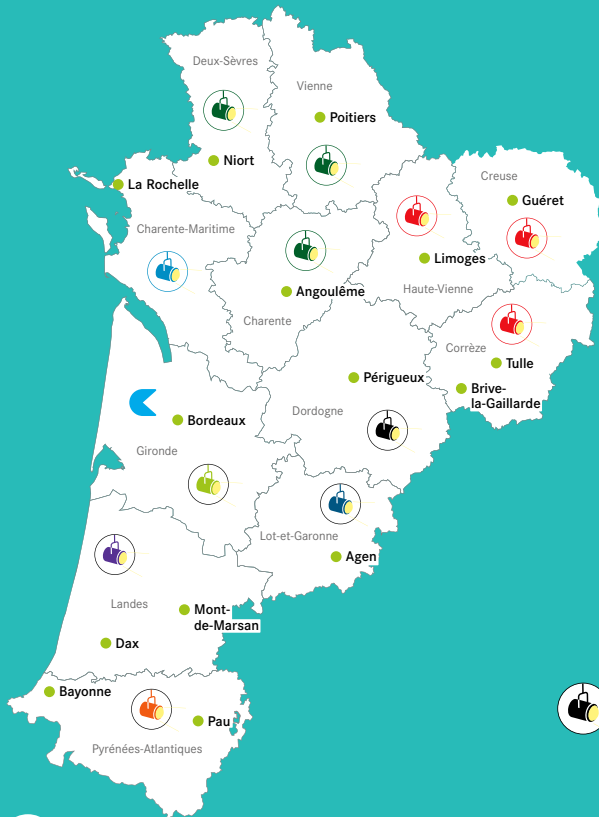 Deux-Sèvres
Vienne
Poitiers
Niort
Creuse
La Rochelle
Guéret
Charente-Maritime
Limoges
Angoulême
Haute-Vienne
Charente
Corrèze
Tulle
Périgueux
Brive-
la-Gaillarde
Dordogne
Bordeaux
Gironde
Lot-et-Garonne
Agen
Landes
Mont-
de-Marsan
Dax
Bayonne
Pau
Pyrénées-Atlantiques